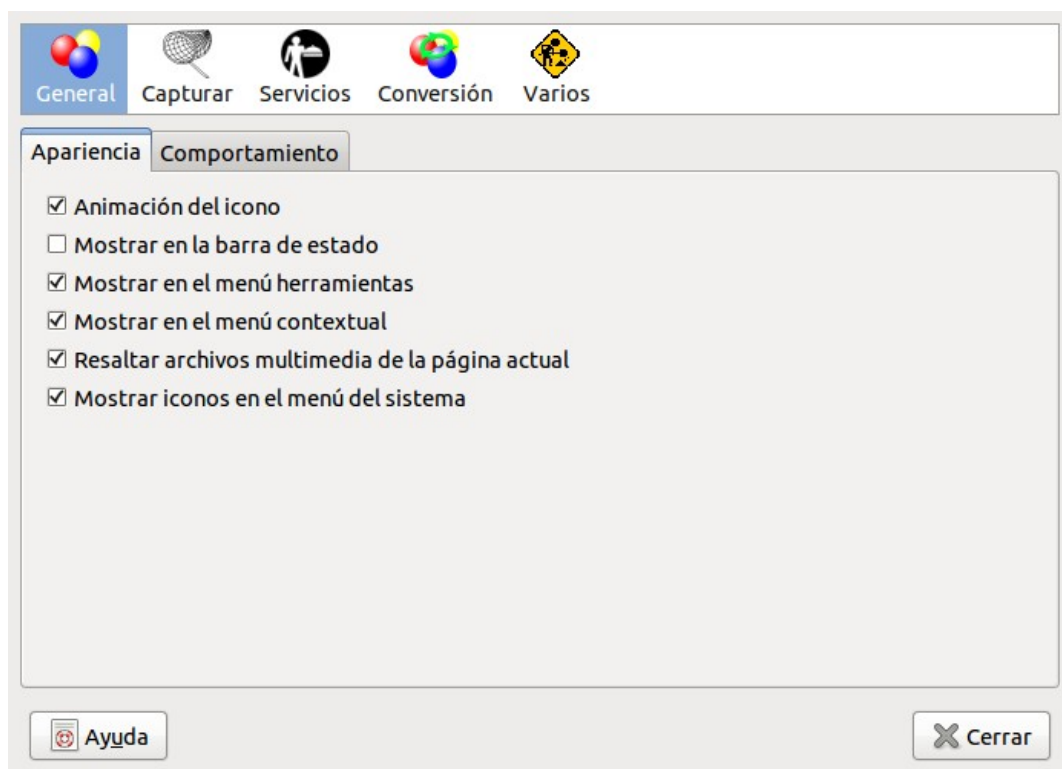 General Capturar Servicios Conversión Varios
Apariencia Comportamiento
Animación del icono
Mostrar en la barra de estado
Mostrar en el menú herramientas
Mostrar en el menú contextual
Resaltar archivos multimedia de la página actual
Mostrar iconos en el menú del sistema
Ayuda Cerrar